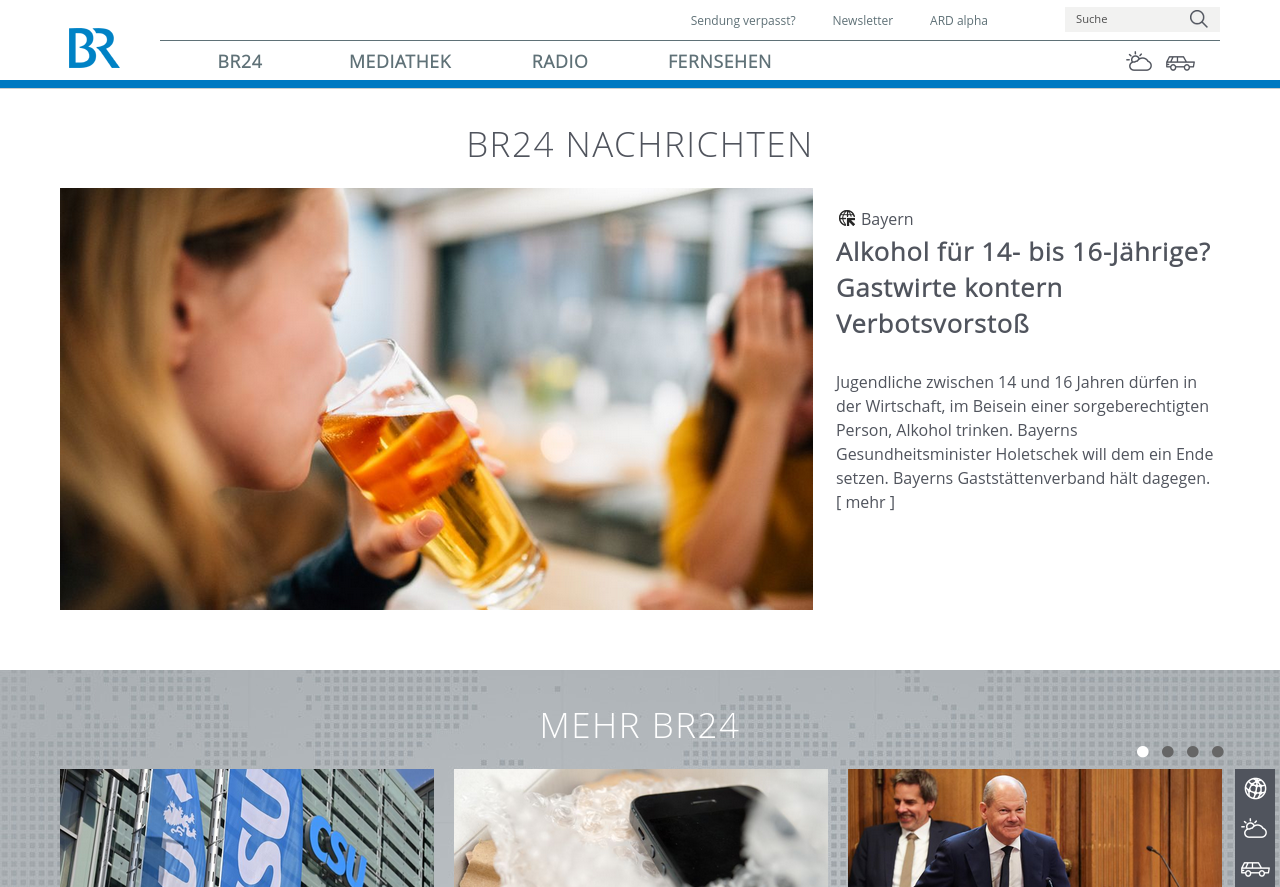 Sendung verpasst?
Newsletter
ARD alpha
Suche
BR
BR24
MEDIATHEK
RADIO
FERNSEHEN
BR24 NACHRICHTEN
Bayern
Alkohol für 14- bis 16-Jährige?
Gastwirte kontern
Verbotsvorstoß
Jugendliche zwischen 14 und 16 Jahren dürfen in
der Wirtschaft, im Beisein einer sorgeberechtigten
Person, Alkohol trinken. Bayerns
Gesundheitsminister Holetschek will dem ein Ende
setzen. Bayerns Gaststättenverband hält dagegen.
[ mehr ]
MEHR BR24
SU
CSU
CSU